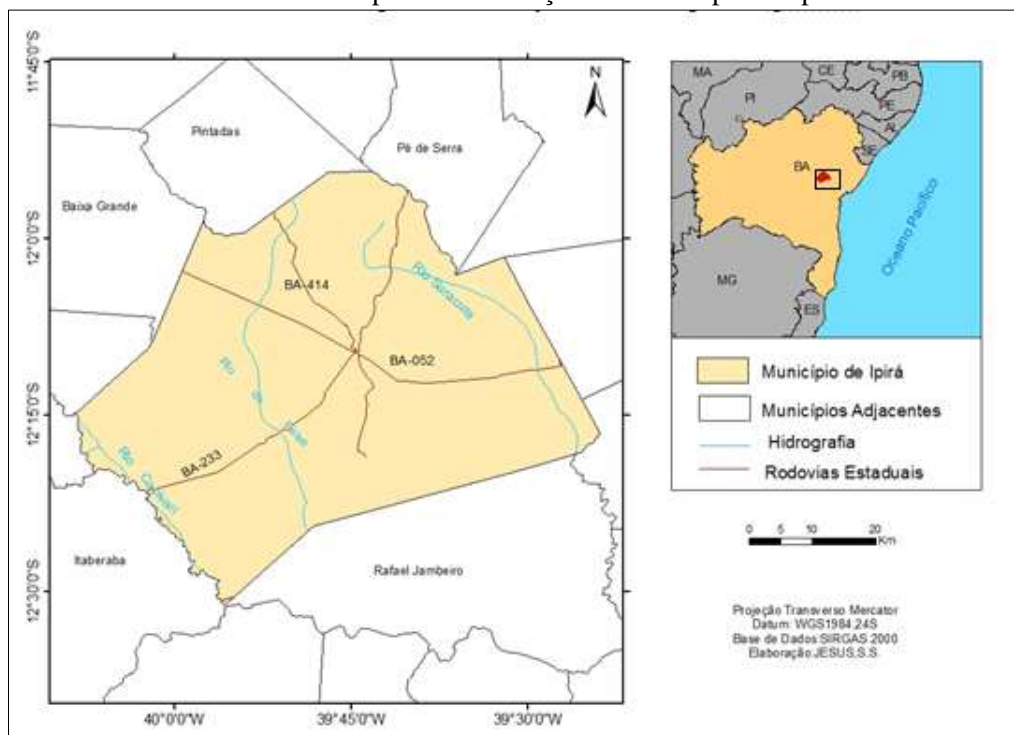 11°45'0"S
12°0'0"S
12°15'0"S
12°30'0"S
40°0'0"W
39°45'0"W
39°30'0"W
N
Pintadas
Pé de Serra
Baixa Grande
BA-414
BA-052
BA-233
Rio
Rio
Rio
Itaberaba
Rafael Jambeiro
MA
CE
PB
PI
PE
AL
SE
BA
MG
ES
Oceano Pacífico
Município de Ipirá
Municípios Adjacentes
Hidrografia
Rodovias Estaduais
0 5 10 20
Km
Projeção Transverso Mercator
Datum: WGS1984,24S
Base de Dados:SIRGAS 2000
Elaboração:JESUS,S.S.